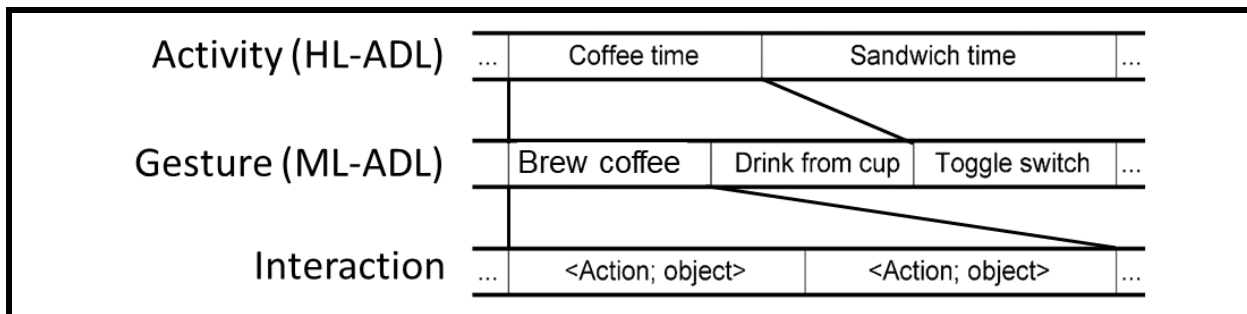 Activity (HL-ADL) ... Coffee time Sandwich time ...
Gesture (ML-ADL) Brew coffee Drink from cup Toggle switch ...
Interaction ... <Action; object> <Action; object> ...